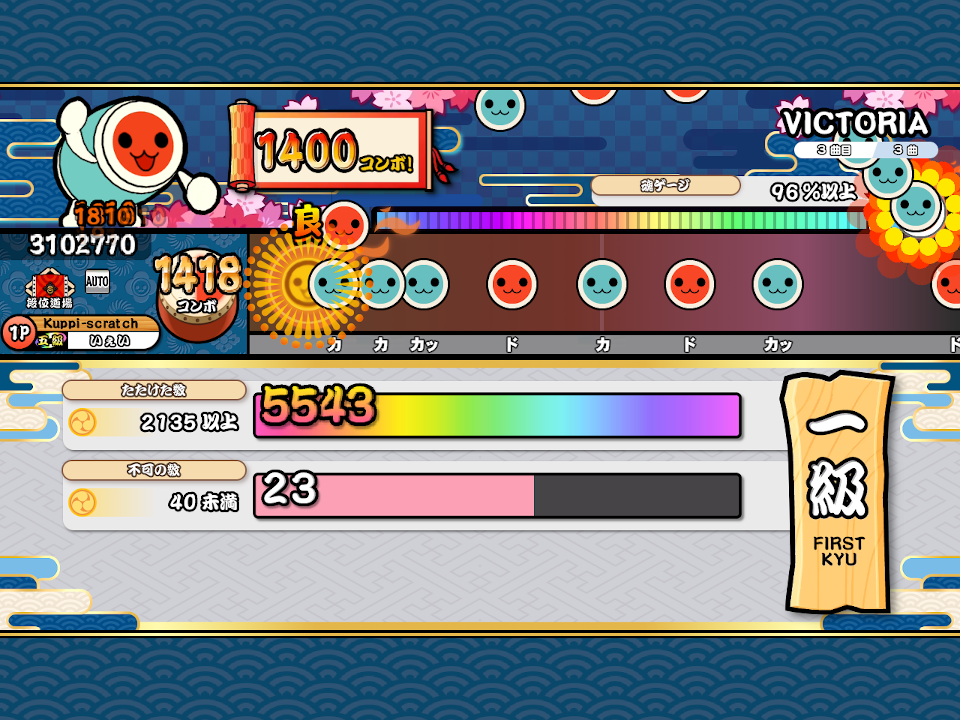 1400コンボ!
VICTORIA
3曲目 3曲
魂ゲージ
96%以上
1810
良
3102770
段位道場
AUTO
1418
コンボ
1P
Kuppi-scratch
五級
いぇい
カ カ カッ ド カ ド カッ ド
たたけた数
2135以上
5543
不可の数
40未満
23
一級
FIRST
KYU